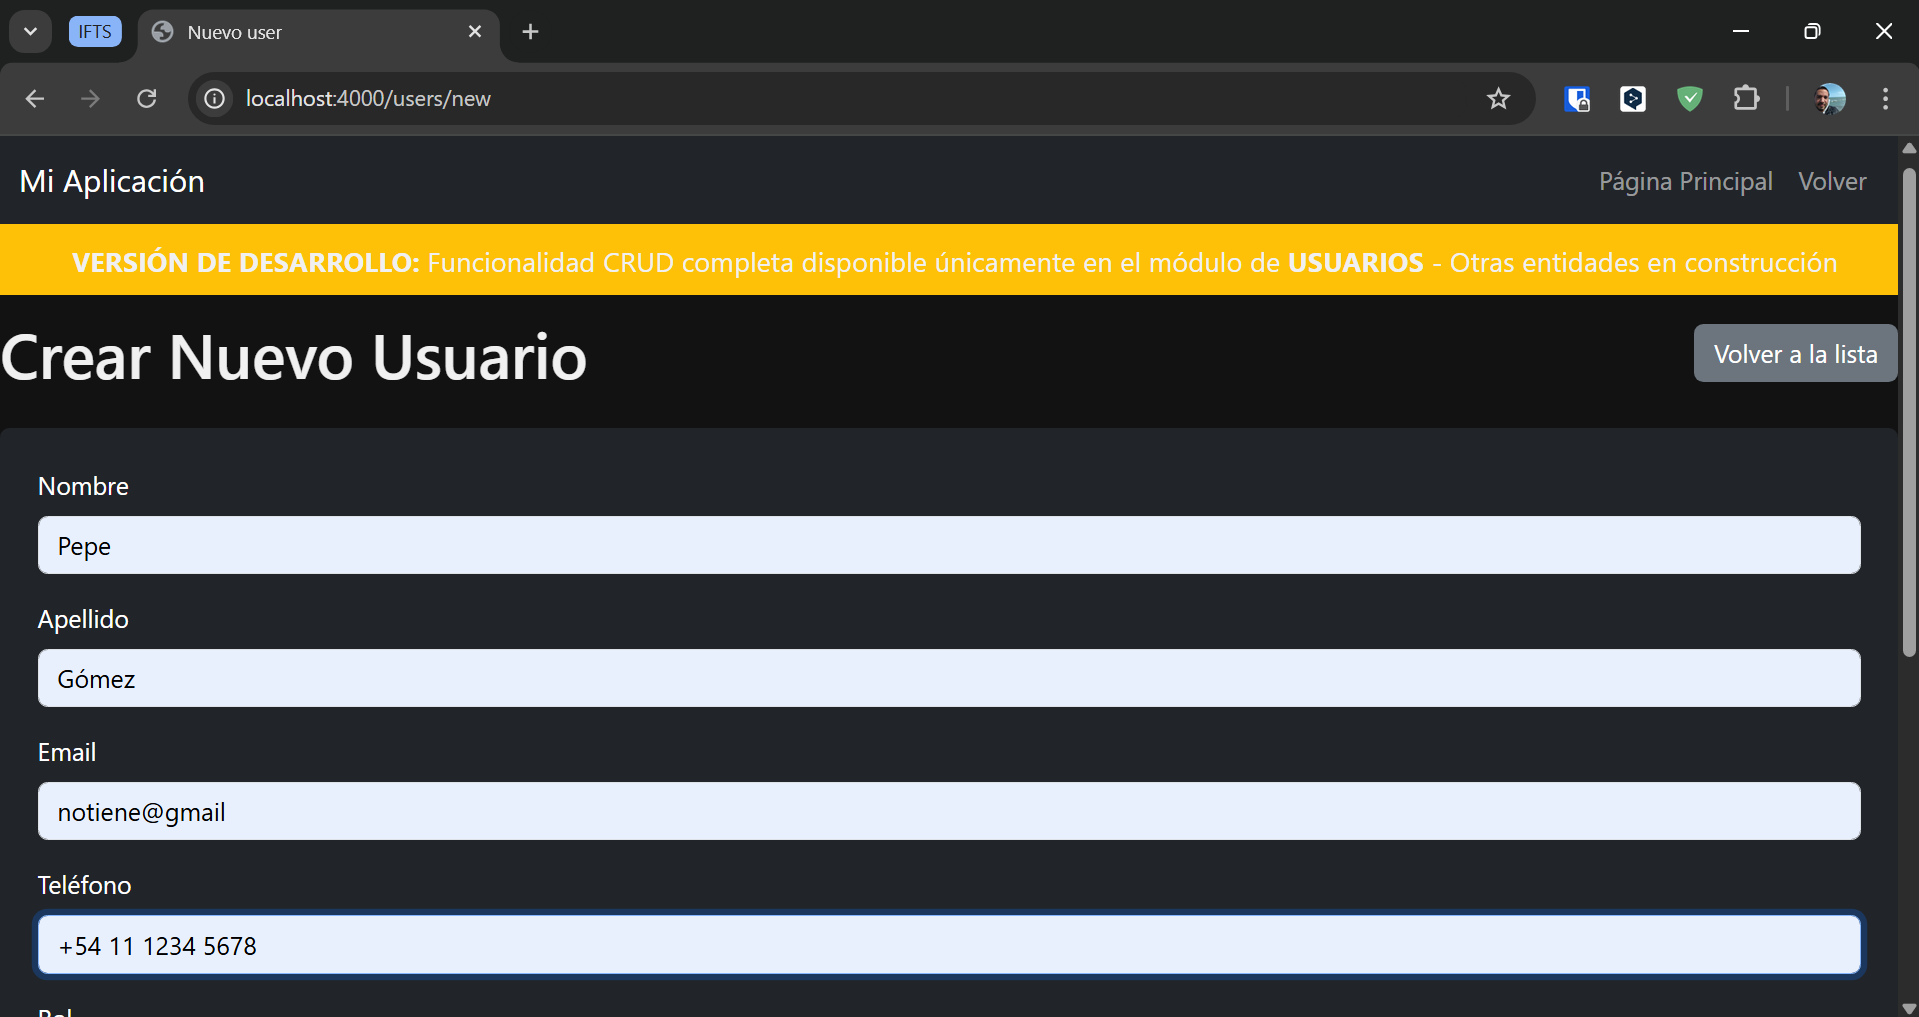 IFTS
Nuevo user
localhost:4000/users/new
Mi Aplicación
Página Principal
Volver
VERSIÓN DE DESARROLLO: Funcionalidad CRUD completa disponible únicamente en el módulo de USUARIOS - Otras entidades en construcción
Crear Nuevo Usuario
Volver a la lista
Nombre
Pepe
Apellido
Gómez
Email
notiene@gmail
Teléfono
+54 11 1234 5678